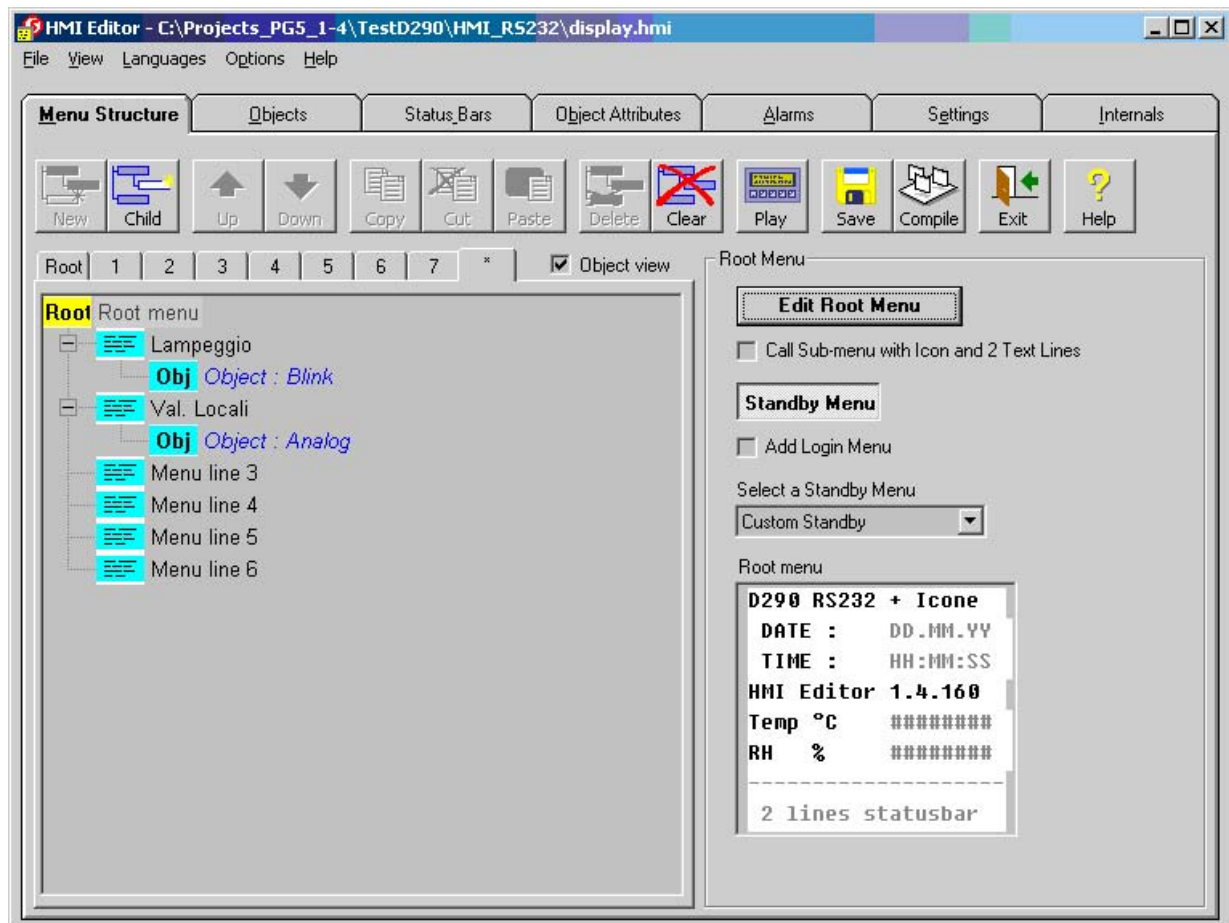 HMI Editor - C:\Projects_PG5_1-4\TestD290\HMI_RS232\display.hmi
File View Languages Options Help
Menu Structure Objects Status_Bars Object Attributes Alarms Settings Internals
New Child Up Down Copy Cut Paste Delete Clear Play Save Compile Exit Help
Root 1 2 3 4 5 6 7 * Object view
Root Root menu
Lampeggio
Obj Object : Blink
Val. Locali
Obj Object : Analog
Menu line 3
Menu line 4
Menu line 5
Menu line 6
Root Menu
Edit Root Menu
Call Sub-menu with Icon and 2 Text Lines
Standby Menu
Add Login Menu
Select a Standby Menu
Custom Standby
Root menu
D290 RS232 + Icone
DATE : DD.MM.YY
TIME : HH:MM:SS
HMI Editor 1.4.160
Temp °C ########
RH % ########
--------------------
2 lines statusbar